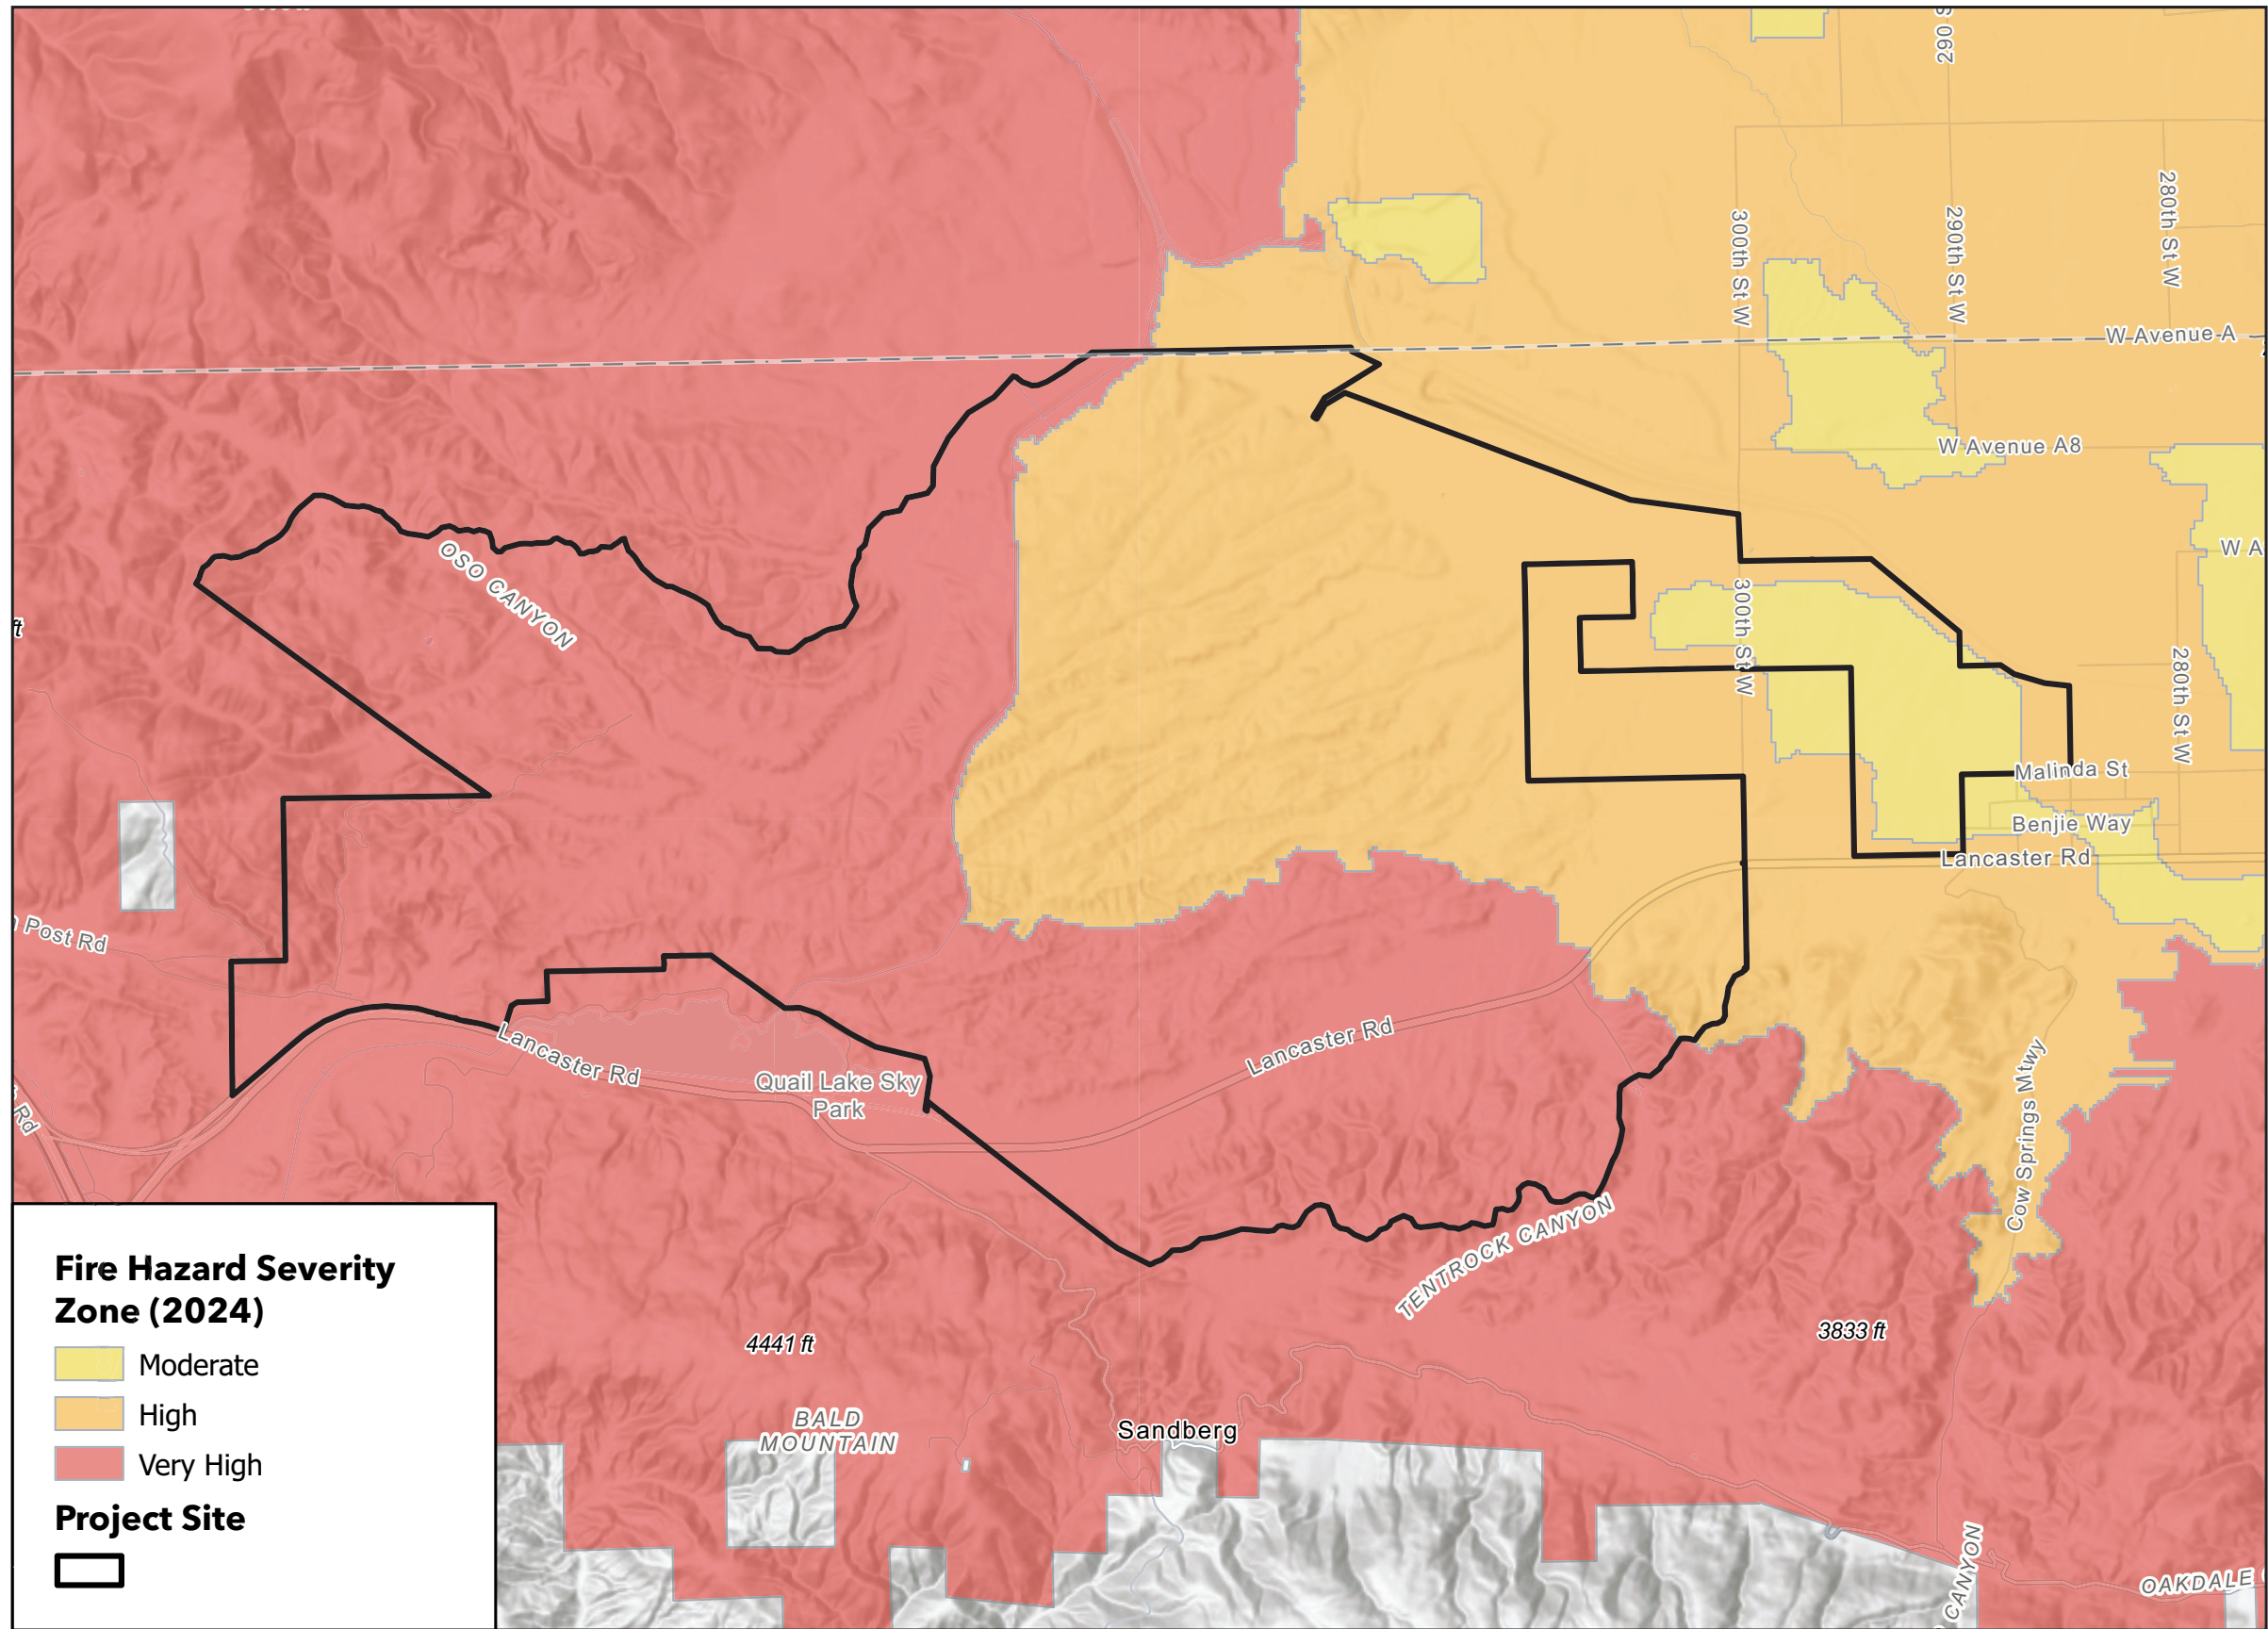 290 S
280th St W
300th St W
290th St W
W Avenue A
W Avenue A8
W A
OSO CANYON
300th St W
ft
280th St W
Malinda St
Benjie Way
Lancaster Rd
Post Rd
Lancaster Rd
Lancaster Rd
Quail Lake Sky
Park
Rd
Cow Springs Mtwy
TENTROCK CANYON
3833 ft
4441 ft
BALD
MOUNTAIN
Sandberg
CANYON
OAKDALE
Fire Hazard Severity
Zone (2024)
Moderate
High
Very High
Project Site